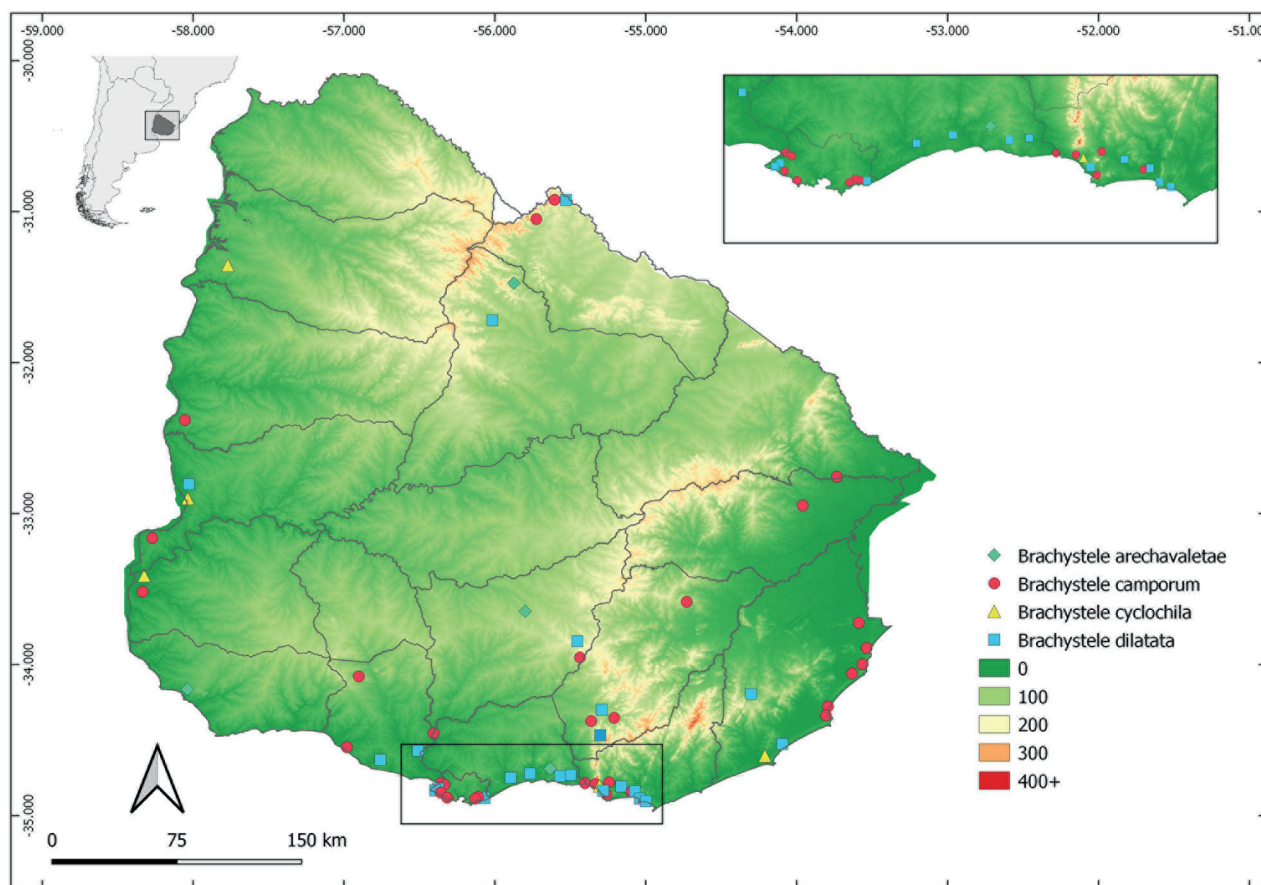 -59.000 -58.000 -57.000 -56.000 -55.000 -54.000 -53.000 -52.000 -51.00
-30.000
-31.000
-32.000
-33.000
-34.000
-35.000
Brachystele arechavaletae
Brachystele camporum
Brachystele cyclochila
Brachystele dilatata
0
100
200
300
400+
0 75 150 km